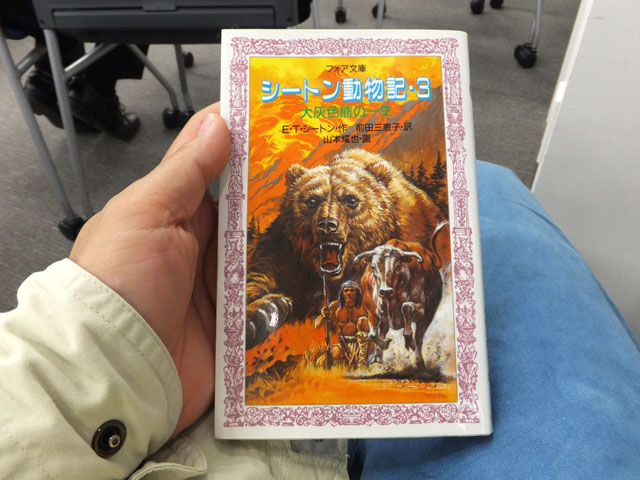 フォア文庫
シートン動物記・3
大灰色熊の一生
E・T・シートン・作 前田三恵子・訳
山本耀也・画